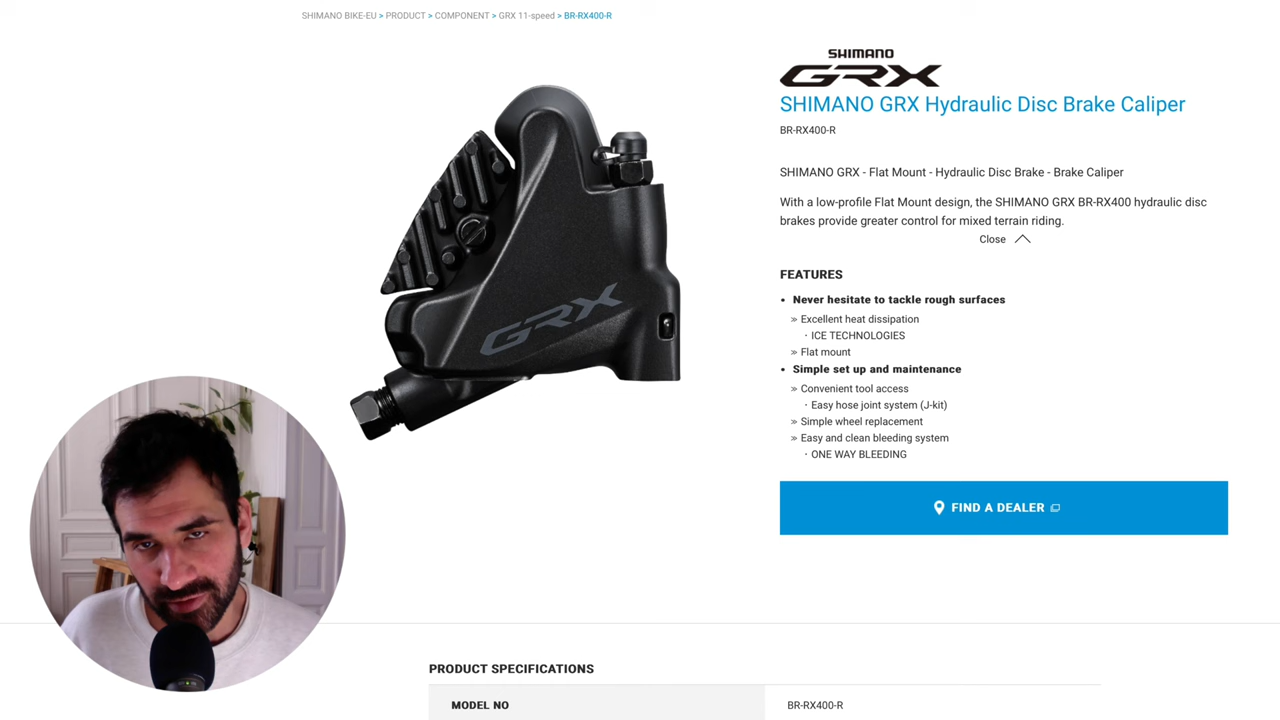 SHIMANO BIKE-EU > PRODUCT > COMPONENT > GRX 11-speed > BR-RX400-R
SHIMANO
GRX
SHIMANO GRX Hydraulic Disc Brake Caliper
BR-RX400-R
SHIMANO GRX - Flat Mount - Hydraulic Disc Brake - Brake Caliper
With a low-profile Flat Mount design, the SHIMANO GRX BR-RX400 hydraulic disc
brakes provide greater control for mixed terrain riding.
Close
FEATURES
• Never hesitate to tackle rough surfaces
» Excellent heat dissipation
· ICE TECHNOLOGIES
» Flat mount
• Simple set up and maintenance
» Convenient tool access
· Easy hose joint system (J-kit)
» Simple wheel replacement
» Easy and clean bleeding system
· ONE WAY BLEEDING
FIND A DEALER
GRX
PRODUCT SPECIFICATIONS
MODEL NO BR-RX400-R